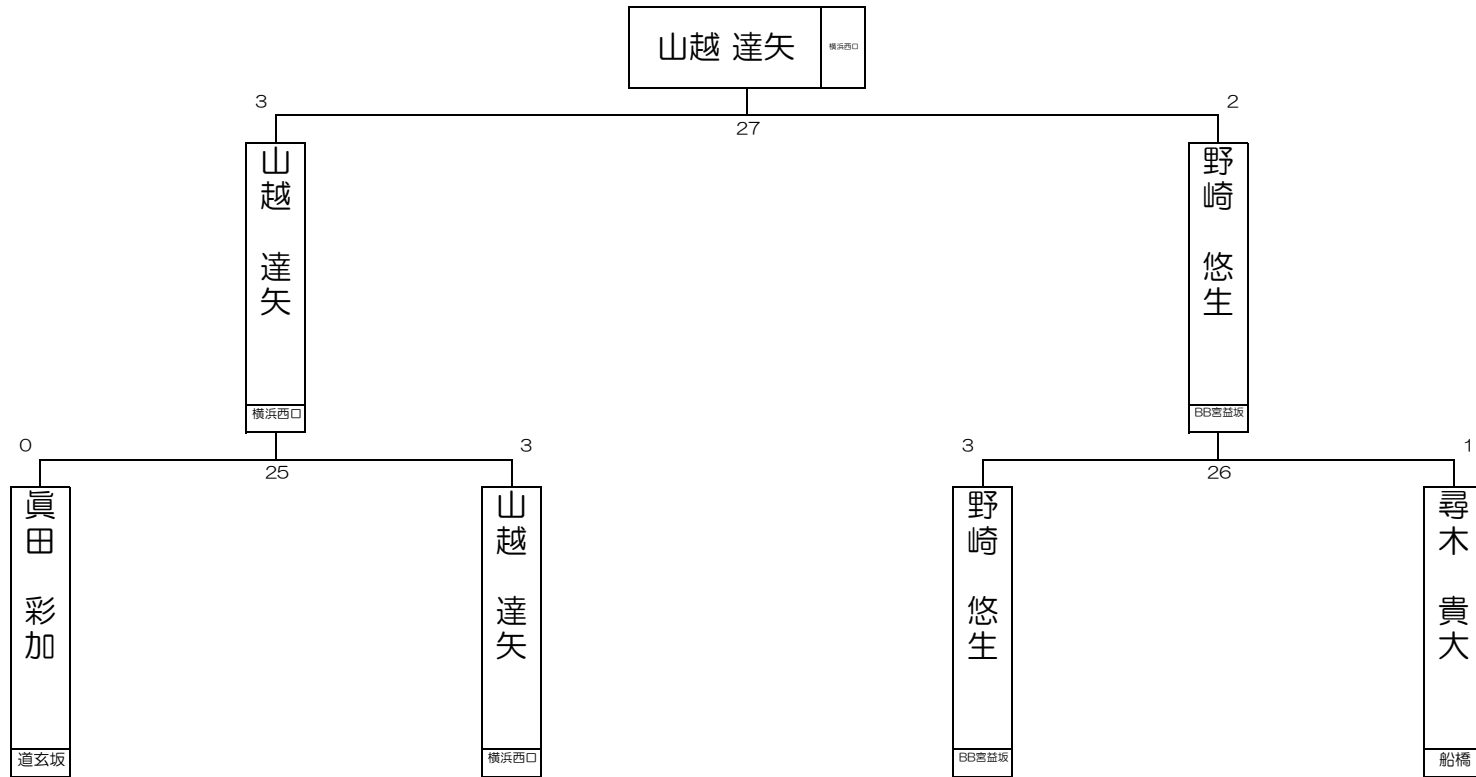 山越 達矢
横浜西口
3
2
27
山越 達矢
横浜西口
野崎 悠生
BB宮益坂
0
3
25
3
1
26
眞田 彩加
道玄坂
山越 達矢
横浜西口
野崎 悠生
BB宮益坂
尋木 貴大
船橋